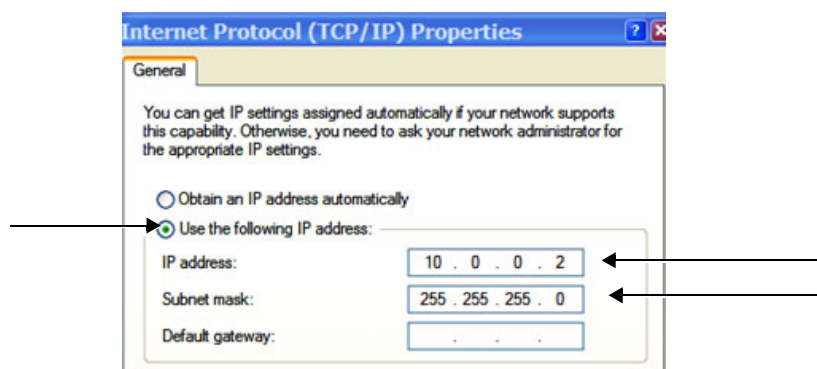 Internet Protocol (TCP/IP) Properties
General
You can get IP settings assigned automatically if your network supports
this capability. Otherwise, you need to ask your network administrator for
the appropriate IP settings.
Obtain an IP address automatically
Use the following IP address:
IP address: 10 . 0 . 0 . 2
Subnet mask: 255 . 255 . 255 . 0
Default gateway: . . .